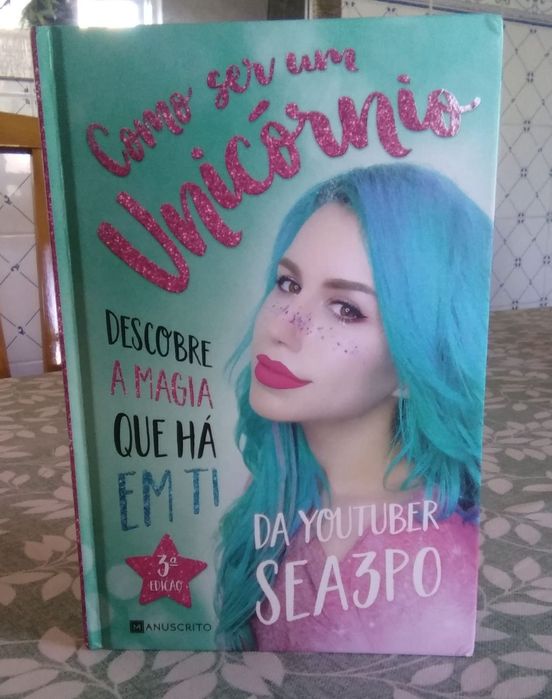 Como ser um
Unicórnio
DESCOBRE
A MAGIA
QUE HÁ
EM TI
DA YOUTUBER
SEA3PO
3ª
EDIÇÃO
MANUSCRITO